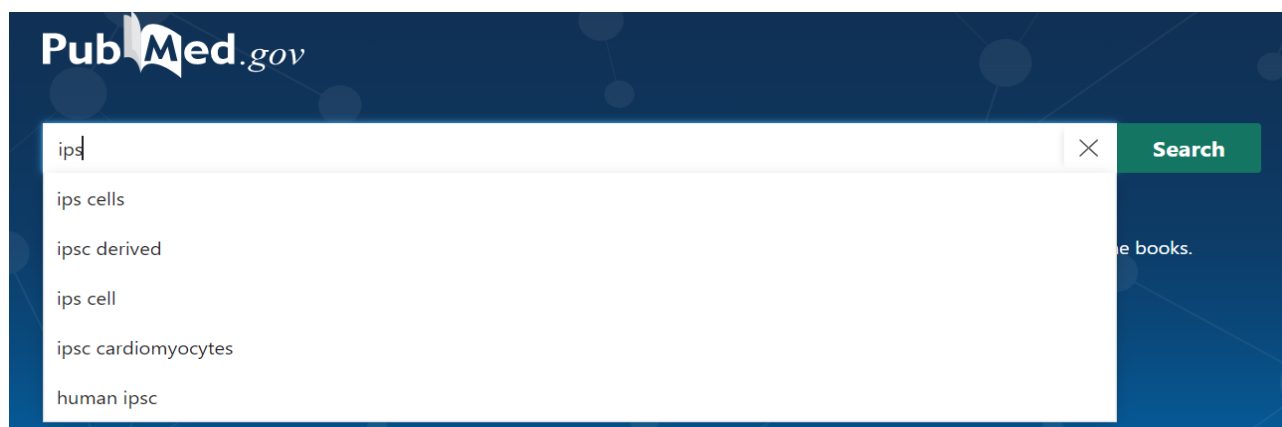 PubMed.gov
ips
Search
ips cells
ipsc derived
e books.
ips cell
ipsc cardiomyocytes
human ipsc